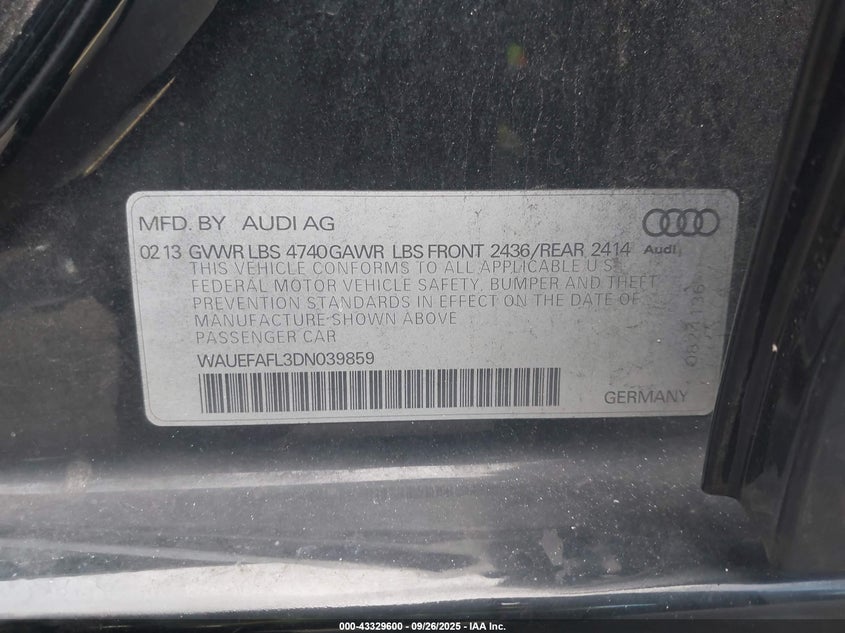 MFD. BY AUDI AG
Audi
02 13 GVWR LBS 4740 GAWR LBS FRONT 2436/REAR 2414
THIS VEHICLE CONFORMS TO ALL APPLICABLE U S
FEDERAL MOTOR VEHICLE SAFETY, BUMPER AND THEFT
PREVENTION STANDARDS IN EFFECT ON THE DATE OF
MANUFACTURE SHOWN ABOVE
PASSENGER CAR
WAUEFAFL3DN039859
GERMANY
000-43329600 - 09/26/2025 - IAA Inc.